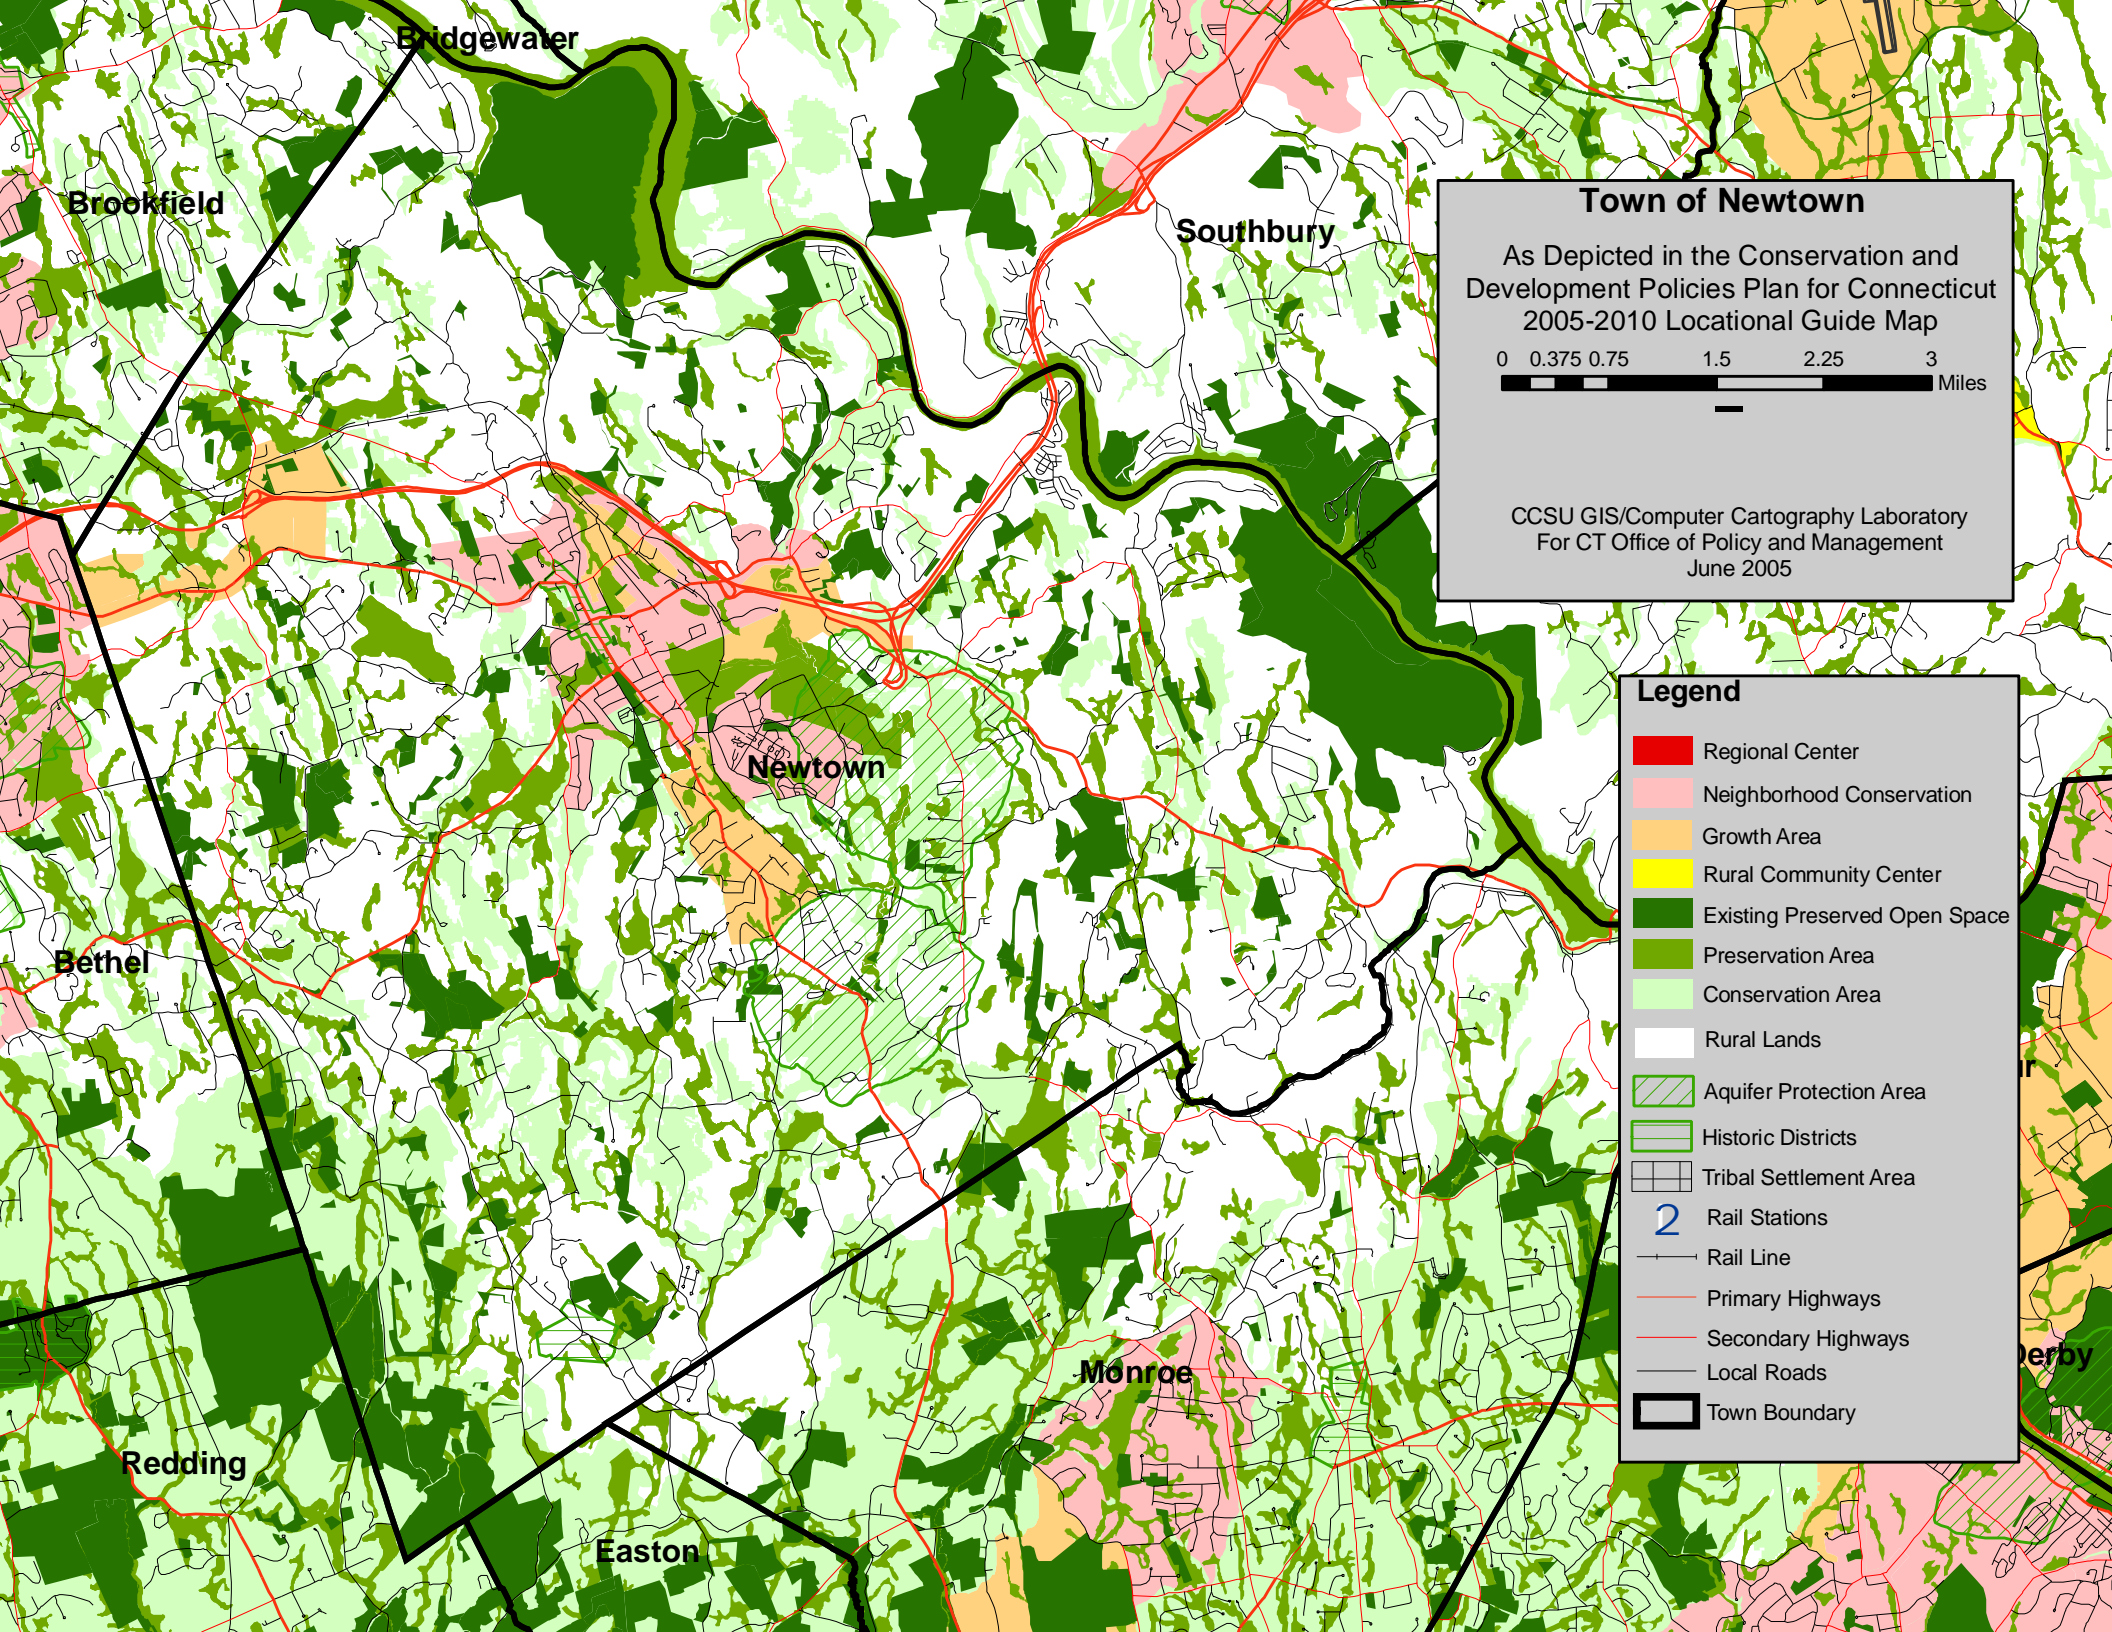 Bridgewater
Brookfield
Southbury
Town of Newtown
As Depicted in the Conservation and
Development Policies Plan for Connecticut
2005-2010 Locational Guide Map
0 0.375 0.75 1.5 2.25 3
Miles
CCSU GIS/Computer Cartography Laboratory
For CT Office of Policy and Management
June 2005
Newtown
Bethel
Legend
Regional Center
Neighborhood Conservation
Growth Area
Rural Community Center
Existing Preserved Open Space
Preservation Area
Conservation Area
Rural Lands
Aquifer Protection Area
Historic Districts
Tribal Settlement Area
2 Rail Stations
Rail Line
Primary Highways
Secondary Highways
Local Roads
Town Boundary
ur
Derby
Monroe
Redding
Easton